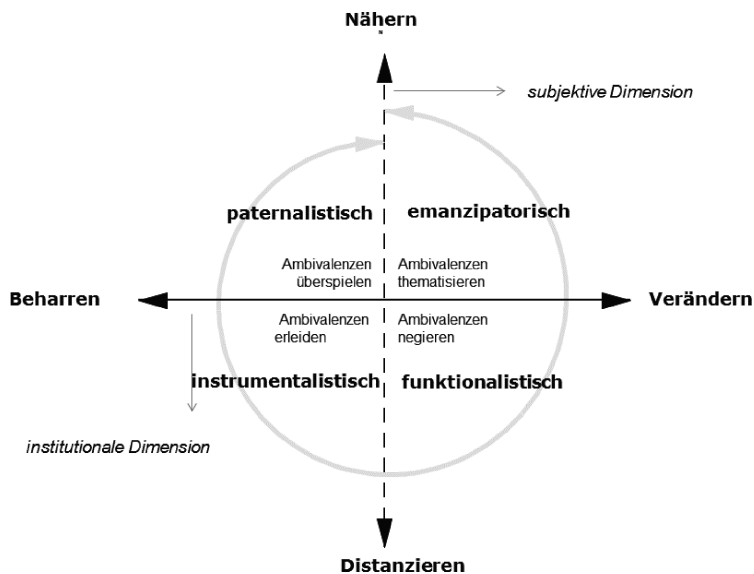 Nähern
subjektive Dimension
paternalistisch
emanzipatorisch
Ambivalenzen
überspielen
Ambivalenzen
thematisieren
Beharren
Verändern
Ambivalenzen
erleiden
Ambivalenzen
negieren
instrumentalistisch
funktionalistisch
institutionale Dimension
Distanzieren